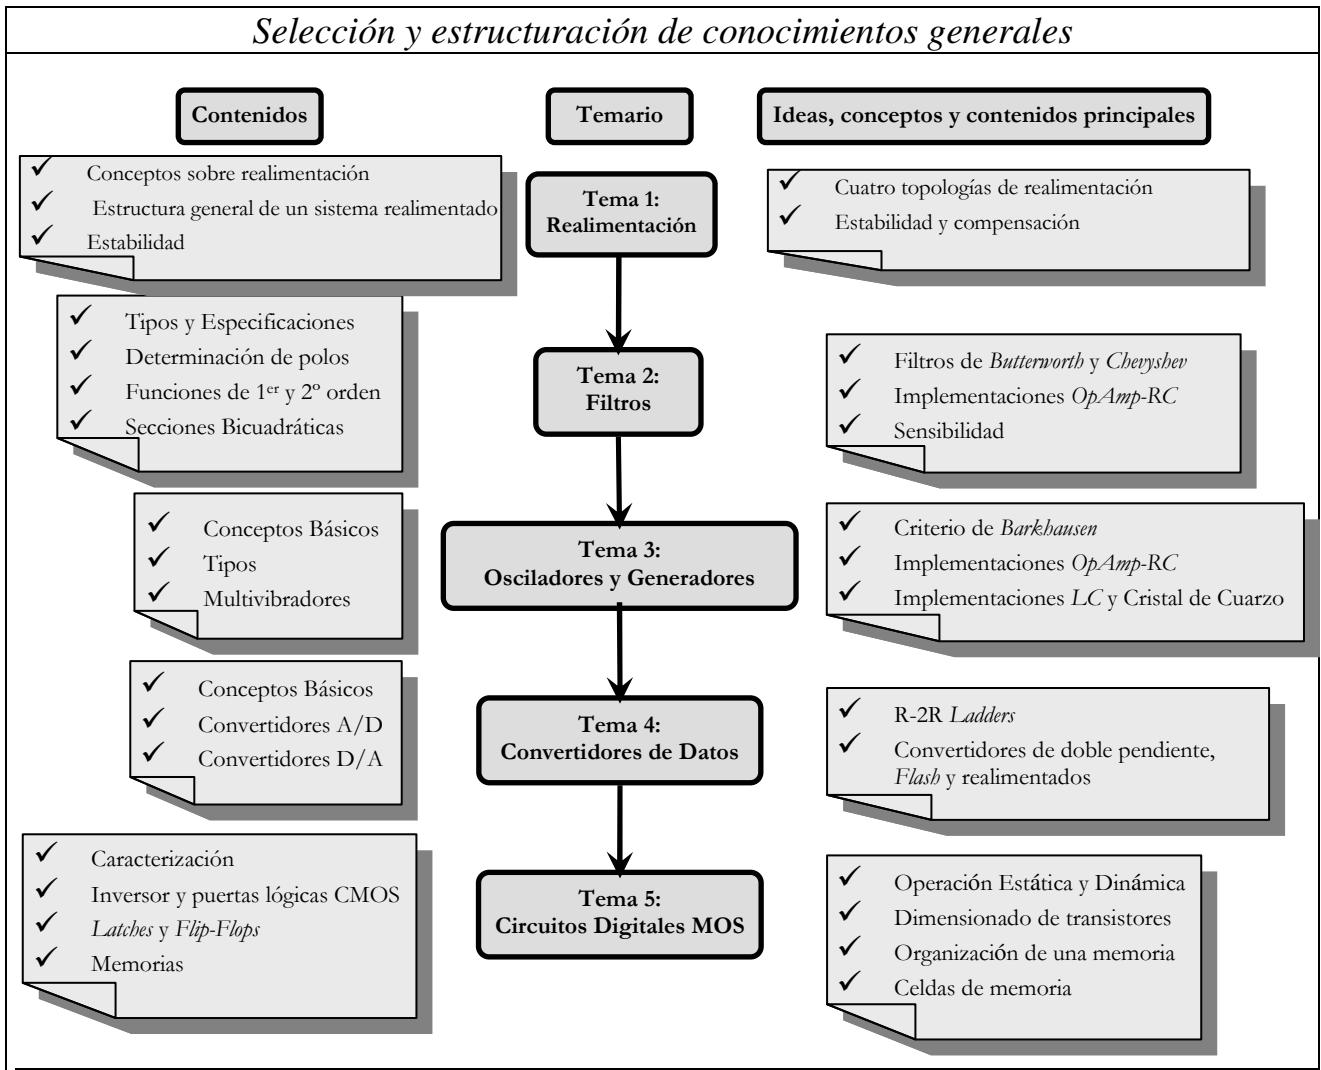 Selección y estructuración de conocimientos generales
Contenidos
Temario
Ideas, conceptos y contenidos principales
Conceptos sobre realimentación
Estructura general de un sistema realimentado
Estabilidad
Tema 1:
Realimentación
Cuatro topologías de realimentación
Estabilidad y compensación
Tipos y Especificaciones
Determinación de polos
Funciones de 1er y 2º orden
Secciones Bicuadráticas
Tema 2:
Filtros
Filtros de Butterworth y Chevyshev
Implementaciones OpAmp-RC
Sensibilidad
Conceptos Básicos
Tipos
Multivibradores
Tema 3:
Osciladores y Generadores
Criterio de Barkhausen
Implementaciones OpAmp-RC
Implementaciones LC y Cristal de Cuarzo
Conceptos Básicos
Convertidores A/D
Convertidores D/A
Tema 4:
Convertidores de Datos
R-2R Ladders
Convertidores de doble pendiente,
Flash y realimentados
Caracterización
Inversor y puertas lógicas CMOS
Latches y Flip-Flops
Memorias
Tema 5:
Circuitos Digitales MOS
Operación Estática y Dinámica
Dimensionado de transistores
Organización de una memoria
Celdas de memoria